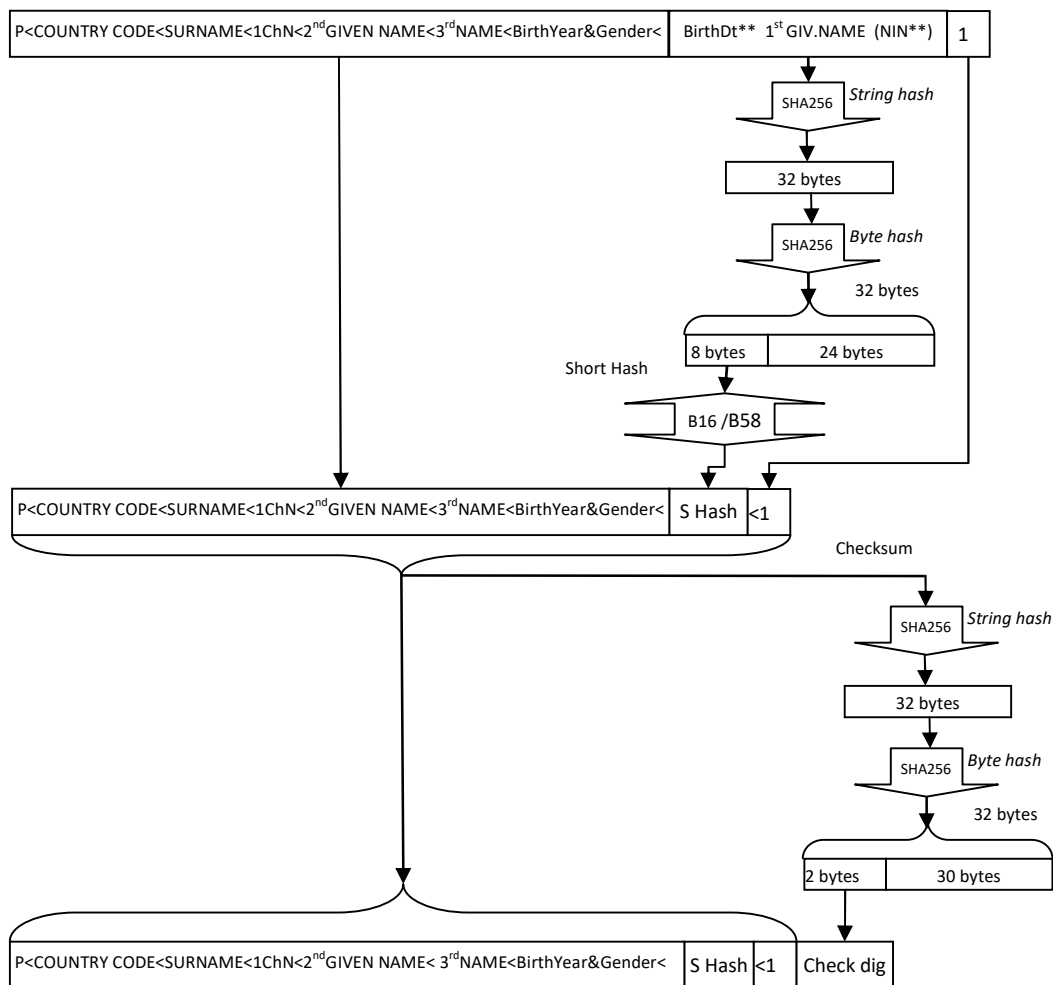 P<COUNTRY CODE<SURNAME<1ChN<2ndGIVEN NAME<3rdNAME<BirthYear&Gender< BirthDt** 1st GIV.NAME (NIN**) 1
SHA256 String hash
32 bytes
SHA256 Byte hash
32 bytes
8 bytes 24 bytes
Short Hash
B16 /B58
P<COUNTRY CODE<SURNAME<1ChN<2ndGIVEN NAME<3rdNAME<BirthYear&Gender< S Hash <1
Checksum
SHA256 String hash
32 bytes
SHA256 Byte hash
32 bytes
2 bytes 30 bytes
P<COUNTRY CODE<SURNAME<1ChN<2ndGIVEN NAME< 3rdNAME<BirthYear&Gender< S Hash <1 Check dig